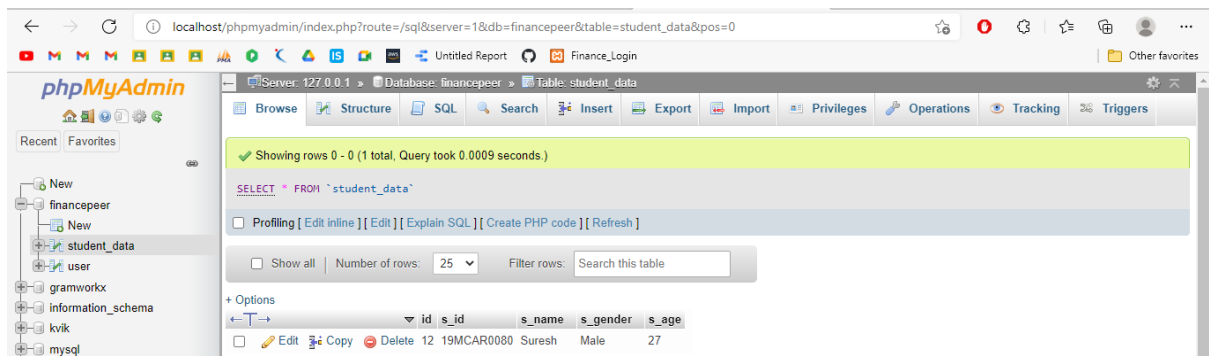 localhost/phpmyadmin/index.php?route=/sql&server=1&db=financepeer&table=student_data&pos=0
Untitled Report Finance_Login Other favorites
phpMyAdmin
Recent Favorites
New
financepeer
New
student_data
user
gramworkx
information_schema
kvik
mysql
Server: 127.0.0.1 » Database: financepeer » Table: student_data
Browse Structure SQL Search Insert Export Import Privileges Operations Tracking Triggers
Showing rows 0 - 0 (1 total, Query took 0.0009 seconds.)
SELECT * FROM `student_data`
Profiling [ Edit inline ] [ Edit ] [ Explain SQL ] [ Create PHP code ] [ Refresh ]
Show all | Number of rows: 25 Filter rows: Search this table
+ Options
id s_id s_name s_gender s_age
Edit Copy Delete 12 19MCAR0080 Suresh Male 27